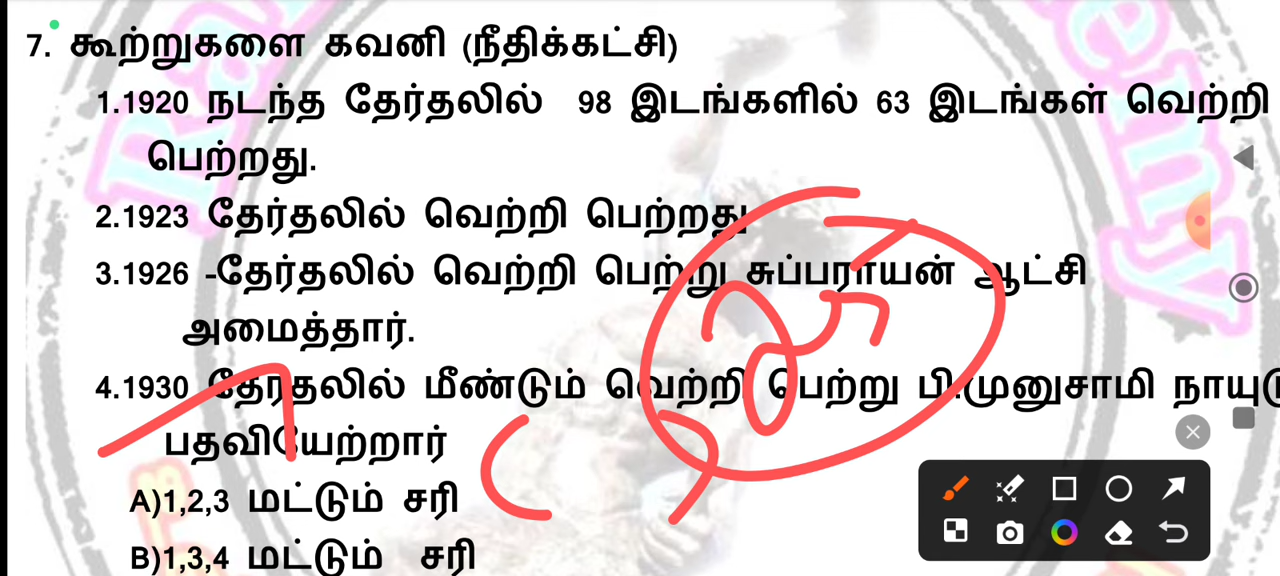 7. கூற்றுகளை கவனி (நீதிக்கட்சி)
1.1920 நடந்த தேர்தலில் 98 இடங்களில் 63 இடங்கள் வெற்றி
பெற்றது.
2.1923 தேர்தலில் வெற்றி பெற்றது
3.1926 -தேர்தலில் வெற்றி பெற்று சுப்பராயன் ஆட்சி
அமைத்தார்.
4.1930 தேர்தலில் மீண்டும் வெற்றி பெற்று பி.முனுசாமி
பதவியேற்றார்
A)1,2,3 மட்டும் சரி
B)1,3,4 மட்டும் சரி